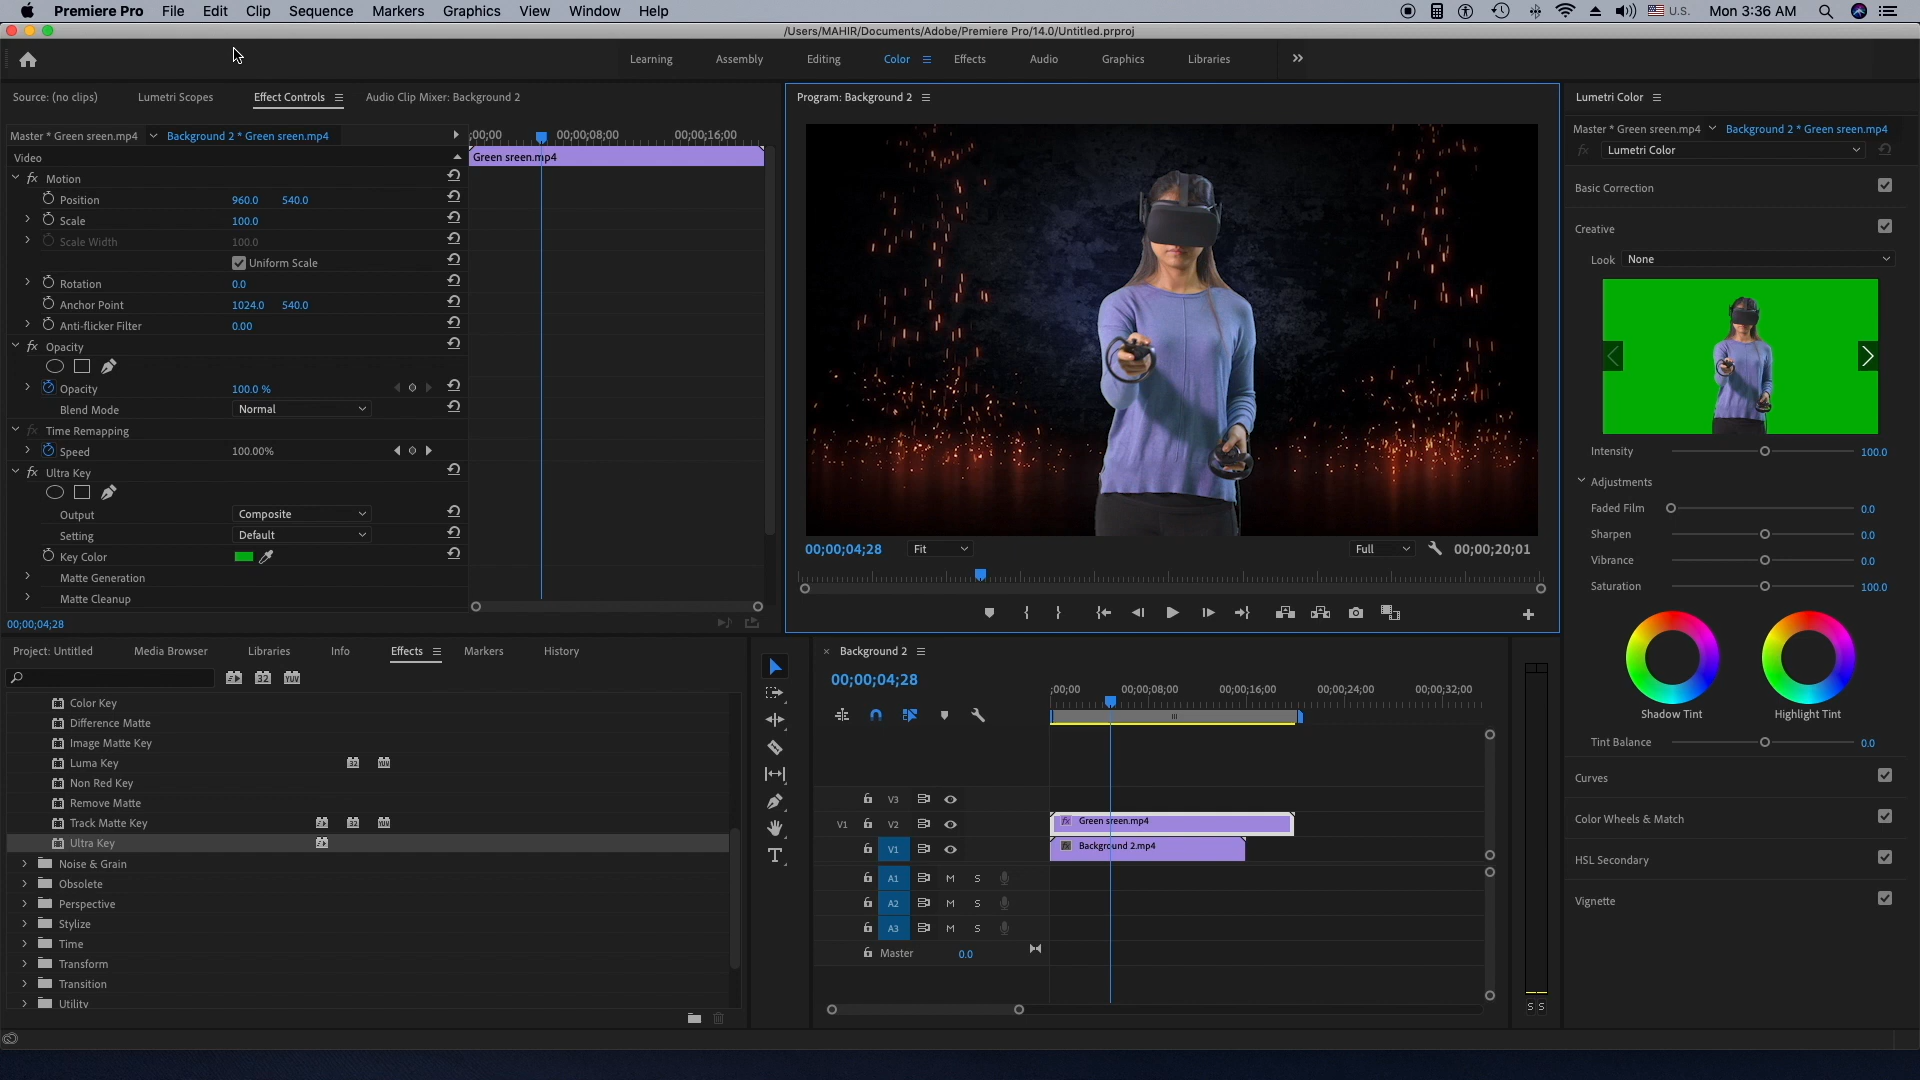 Premiere Pro File Edit Clip Sequence Markers Graphics View Window Help U.S. Mon 3:36 AM
/Users/MAHIR/Documents/Adobe/Premiere Pro/14.0/Untitled.prproj
Learning Assembly Editing Color Effects Audio Graphics Libraries
Source: (no clips) Lumetri Scopes Effect Controls Audio Clip Mixer: Background 2
Master * Green sreen.mp4 Background 2 * Green sreen.mp4
;00;00 00;00;08;00 00;00;16;00
Video
Green sreen.mp4
fx Motion
Position 960.0 540.0
Scale 100.0
Scale Width 100.0
Uniform Scale
Rotation 0.0
Anchor Point 1024.0 540.0
Anti-flicker Filter 0.00
fx Opacity
Opacity 100.0 %
Blend Mode Normal
fx Time Remapping
Speed 100.00%
fx Ultra Key
Output Composite
Setting Default
Key Color
Matte Generation
Matte Cleanup
00;00;04;28
Program: Background 2
00;00;04;28 Fit Full 00;00;20;01
Lumetri Color
Master * Green sreen.mp4 Background 2 * Green sreen.mp4
fx Lumetri Color
Basic Correction
Creative
Look None
Intensity 100.0
Adjustments
Faded Film 0.0
Sharpen 0.0
Vibrance 0.0
Saturation 100.0
Shadow Tint Highlight Tint
Tint Balance 0.0
Curves
Color Wheels & Match
HSL Secondary
Vignette
Project: Untitled Media Browser Libraries Info Effects Markers History
32 YUV
Color Key
Difference Matte
Image Matte Key
Luma Key 32 YUV
Non Red Key
Remove Matte
Track Matte Key 32 YUV
Ultra Key
Noise & Grain
Obsolete
Perspective
Stylize
Time
Transform
Transition
Utility
× Background 2
00;00;04;28
;00;00 00;00;08;00 00;00;16;00 00;00;24;00 00;00;32;00
V3
V1 V2 fx Green sreen.mp4
V1 fx Background 2.mp4
A1 M S
A2 M S
A3 M S
Master 0.0
S S